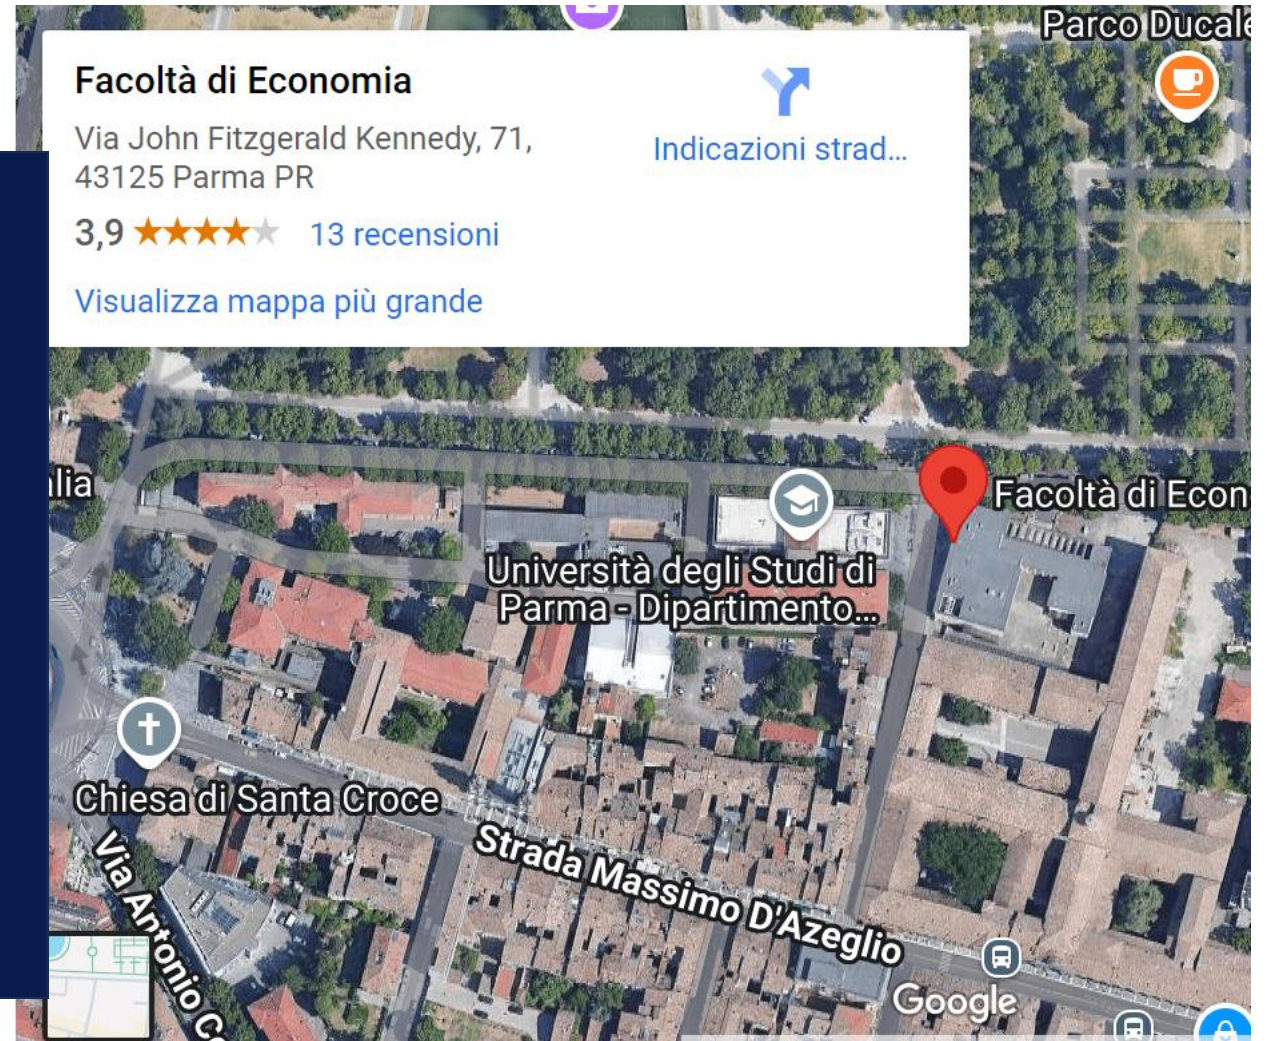 Parco Ducale
Facoltà di Economia
Via John Fitzgerald Kennedy, 71,
43125 Parma PR
Indicazioni strad...
3,9
13 recensioni
Visualizza mappa più grande
alia
Facoltà di Econ
Università degli Studi di
Parma - Dipartimento...
Chiesa di Santa Croce
Strada Massimo D'Azeglio
Via Antonio Co
Google